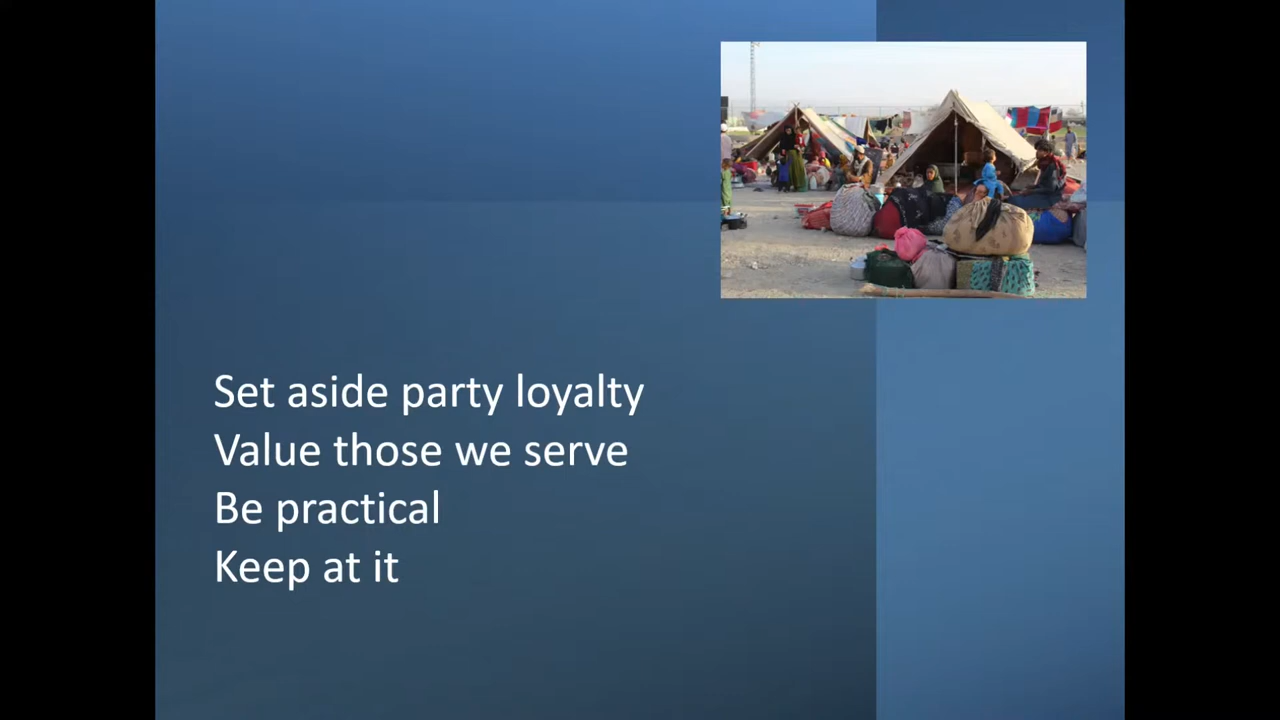 Set aside party loyalty
Value those we serve
Be practical
Keep at it